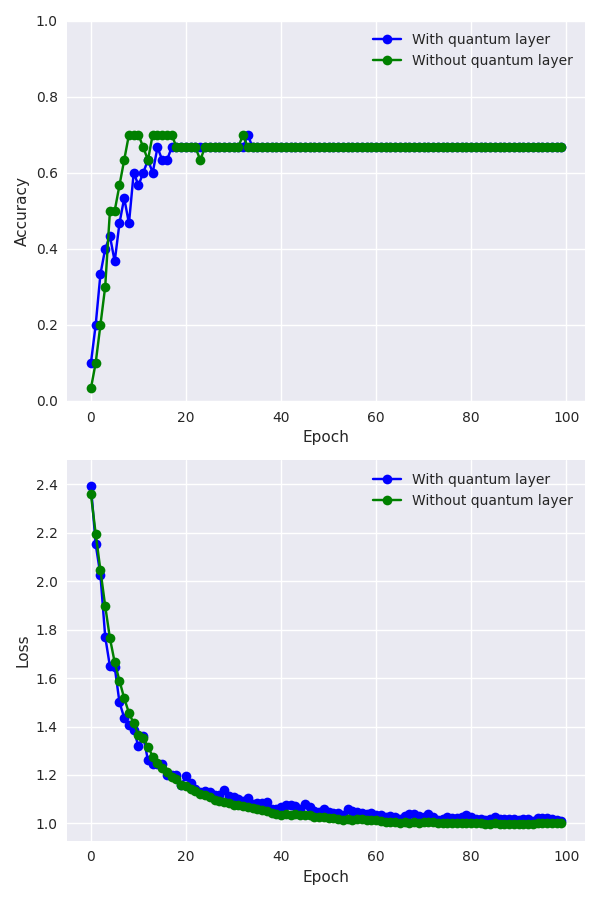 1.0
With quantum layer
Without quantum layer
0.8
0.6
Accuracy
0.4
0.2
0.0
0 20 40 60 80 100
Epoch
2.4
With quantum layer
Without quantum layer
2.2
2.0
1.8
Loss
1.6
1.4
1.2
1.0
0 20 40 60 80 100
Epoch